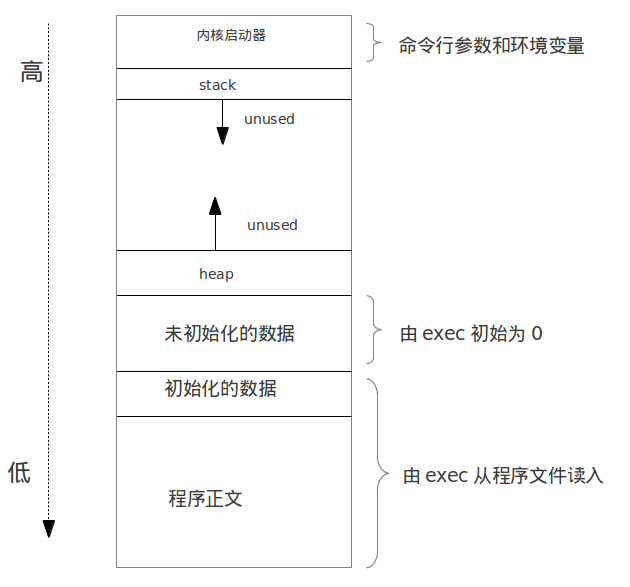 内核启动器
命令行参数和环境变量
高
stack
unused
unused
heap
未初始化的数据
由 exec 初始为 0
初始化的数据
低
由 exec 从程序文件读入
程序正文